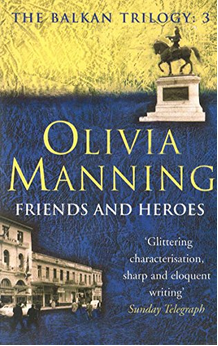 THE BALKAN TRILOGY: 3
OLIVIA
MANNING
FRIENDS AND HEROES
‘Glittering
characterisation,
sharp and eloquent
writing’
Sunday Telegraph